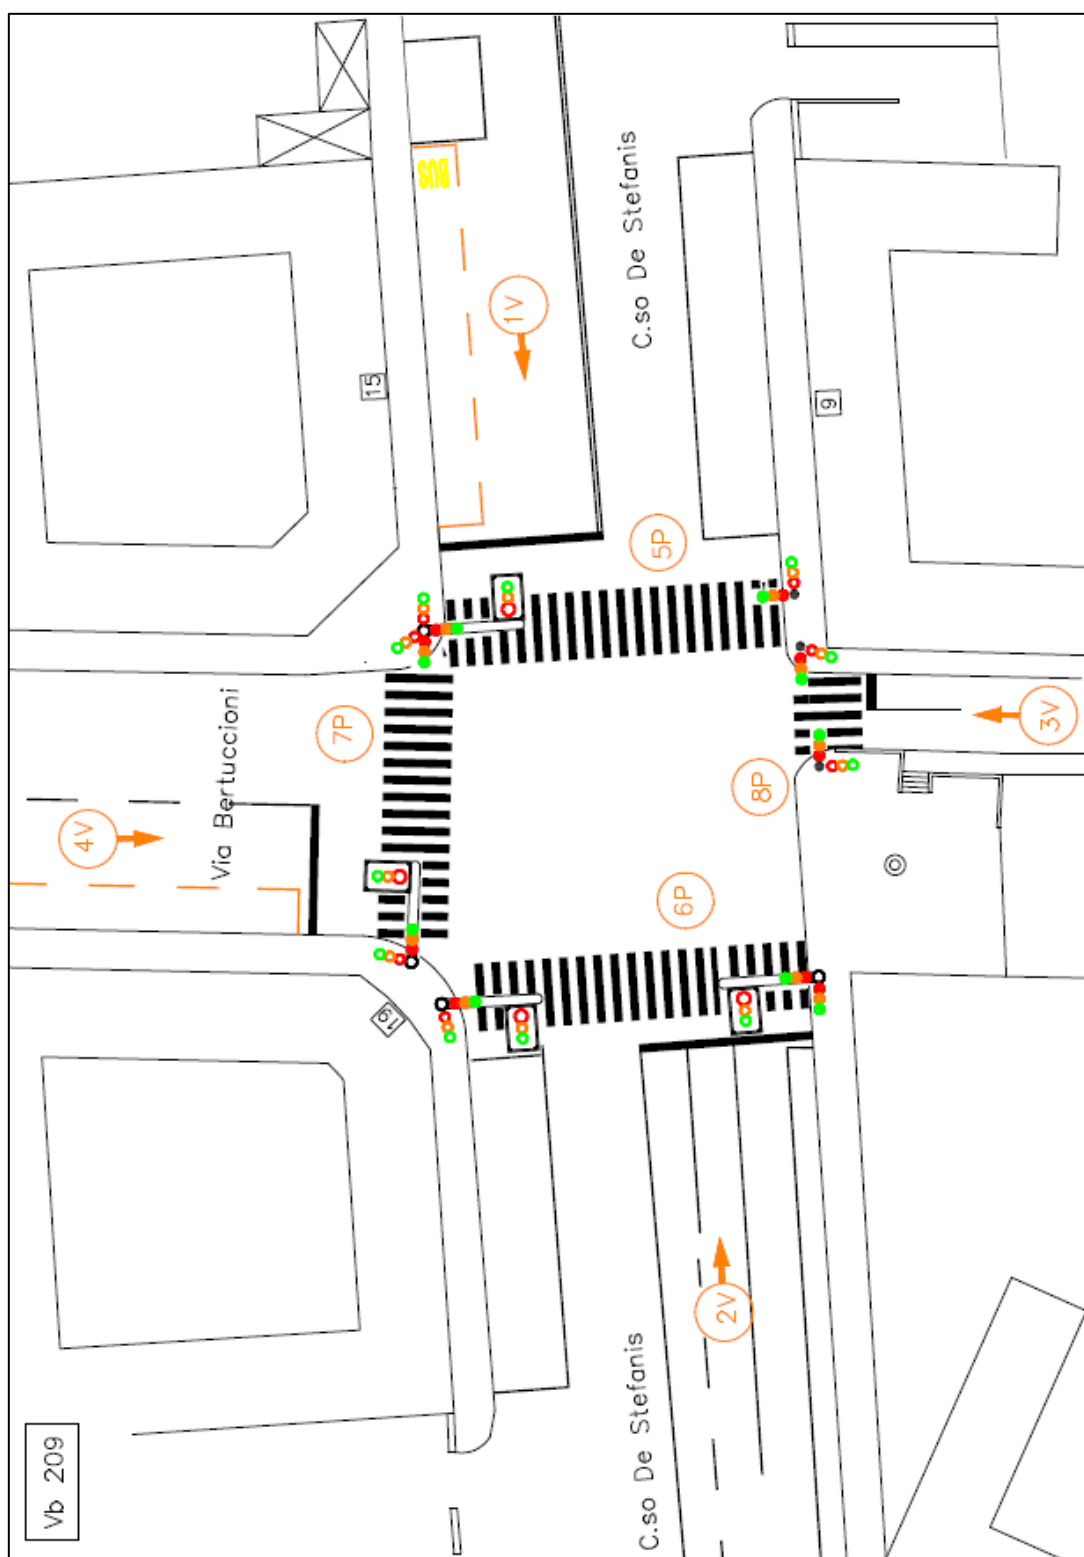 C.so De Stefanis
BUS
1V
15
9
5P
7P
Via Bertuccioni
4V
3V
8P
6P
19
2V
C.so De Stefanis
Vb 209